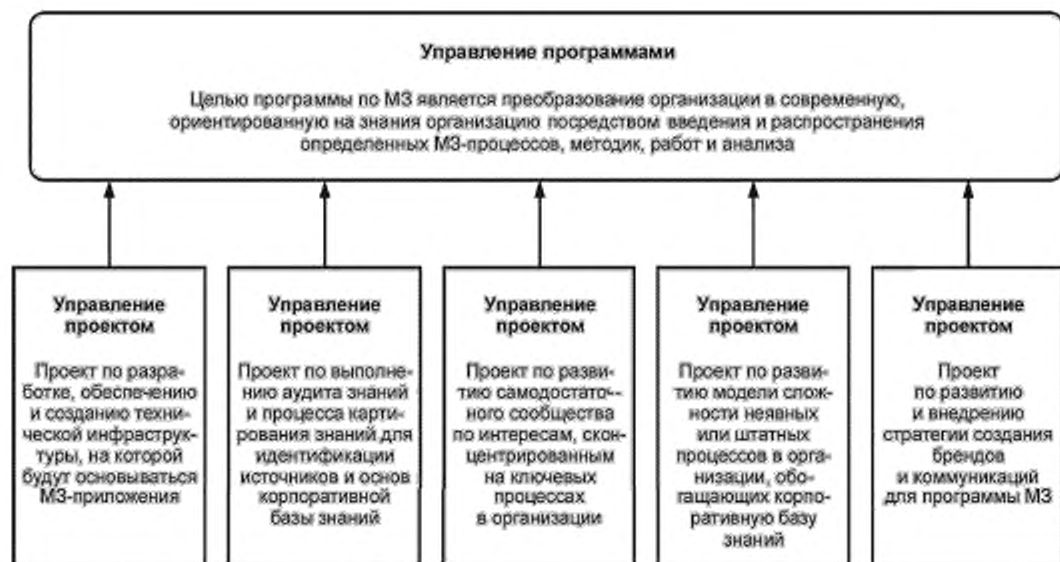 Управление программами
Целью программы по МЗ является преобразование организации в современную,
ориентированную на знания организацию посредством введения и распространения
определенных МЗ-процессов, методик, работ и анализа
Управление
проектом
Проект по разра-
ботке, обеспечению
и созданию техни-
ческой инфраструк-
туры, на которой
будут основываться
МЗ-приложения
Управление
проектом
Проект по выполне-
нию аудита знаний
и процесса карти-
рования знаний для
идентификации
источников и основ
корпоративной
базы знаний
Управление
проектом
Проект по разви-
тию самодостаточ-
ного сообщества
по интересам, скон-
центрированным
на ключевых
процессах
в организации
Управление
проектом
Проект по разви-
тию модели слож-
ности неявных
или штатных
процессов в орга-
низации, обо-
гащающих корпо-
ративную базу
знаний
Управление
проектом
Проект
по развитию
и внедрению
стратегии создания
брендов
и коммуникаций
для программы МЗ